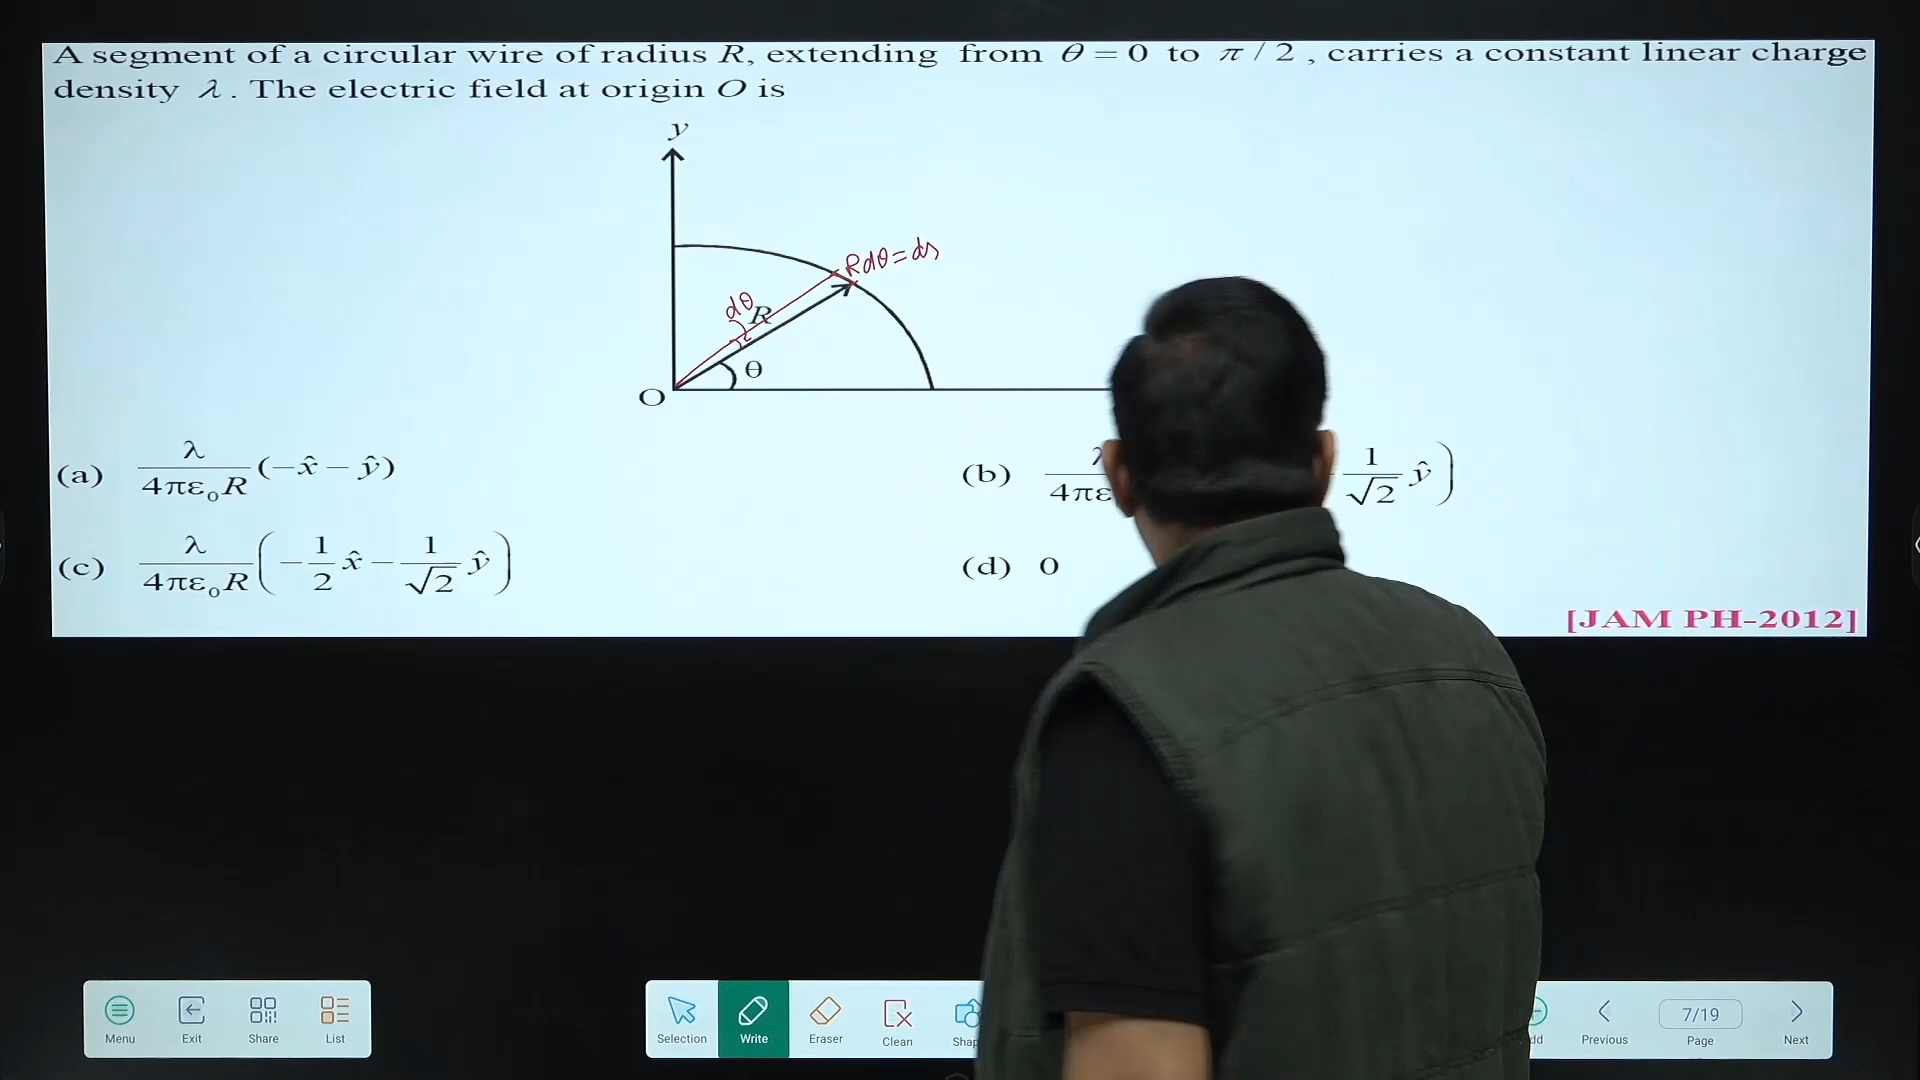 A segment of a circular wire of radius R, extending from θ = 0 to π / 2 , carries a constant linear charge
density λ . The electric field at origin O is
y
Rdθ = ds
dθ
R
θ
O
(a) λ/(4πε₀R) (−x̂ − ŷ)
(b) 4πε 1/√2 ŷ)
(c) λ/(4πε₀R) (−1/2 x̂ − 1/√2 ŷ)
(d) 0
[JAM PH-2012]
Menu Exit Share List
Selection Write Eraser Clean
Previous 7/19 Page Next